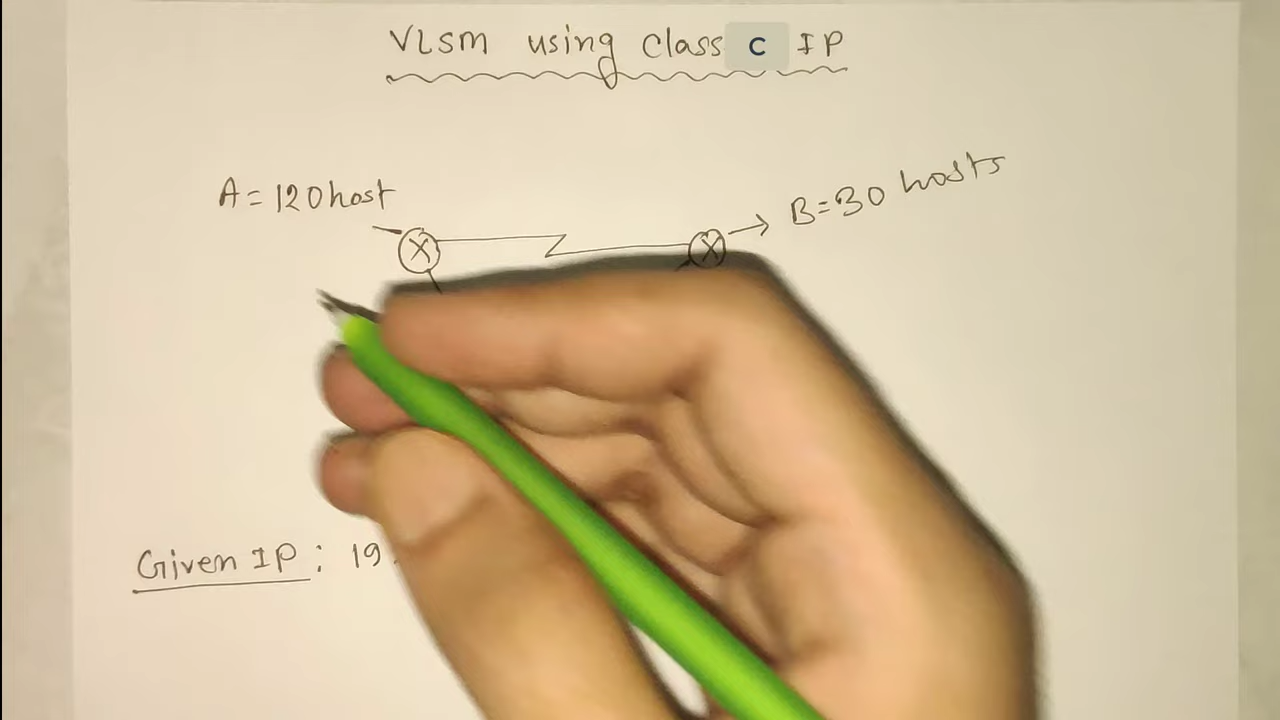 VLSM using Class C IP
A = 120 host
B = 30 hosts
Given IP : 19